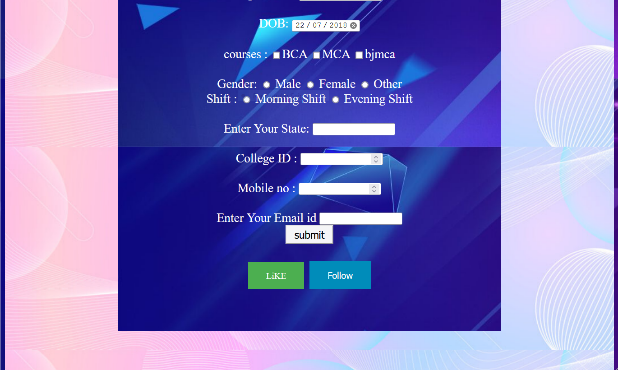 DOB: 22 / 07 / 2018
courses : BCA MCA bjmca
Gender: Male Female Other
Shift : Morning Shift Evening Shift
Enter Your State:
College ID :
Mobile no :
Enter Your Email id
submit
LiKE Follow